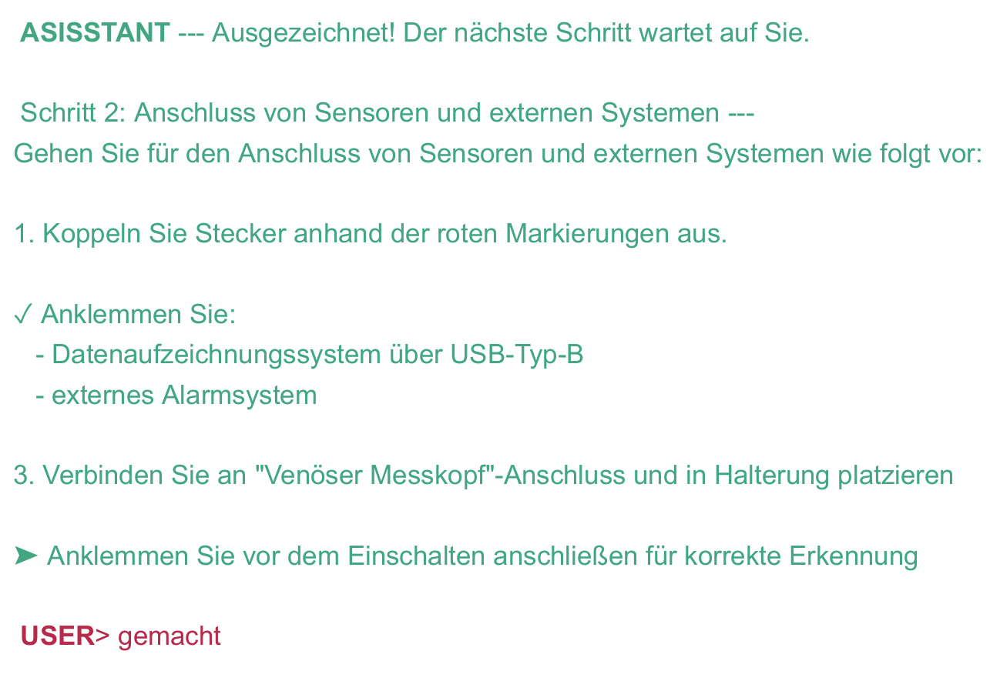 ASISSTANT --- Ausgezeichnet! Der nächste Schritt wartet auf Sie.
Schritt 2: Anschluss von Sensoren und externen Systemen ---
Gehen Sie für den Anschluss von Sensoren und externen Systemen wie folgt vor:
1. Koppeln Sie Stecker anhand der roten Markierungen aus.
✓ Anklemmen Sie:
- Datenaufzeichnungssystem über USB-Typ-B
- externes Alarmsystem
3. Verbinden Sie an "Venöser Messkopf"-Anschluss und in Halterung platzieren
➤ Anklemmen Sie vor dem Einschalten anschließen für korrekte Erkennung
USER> gemacht